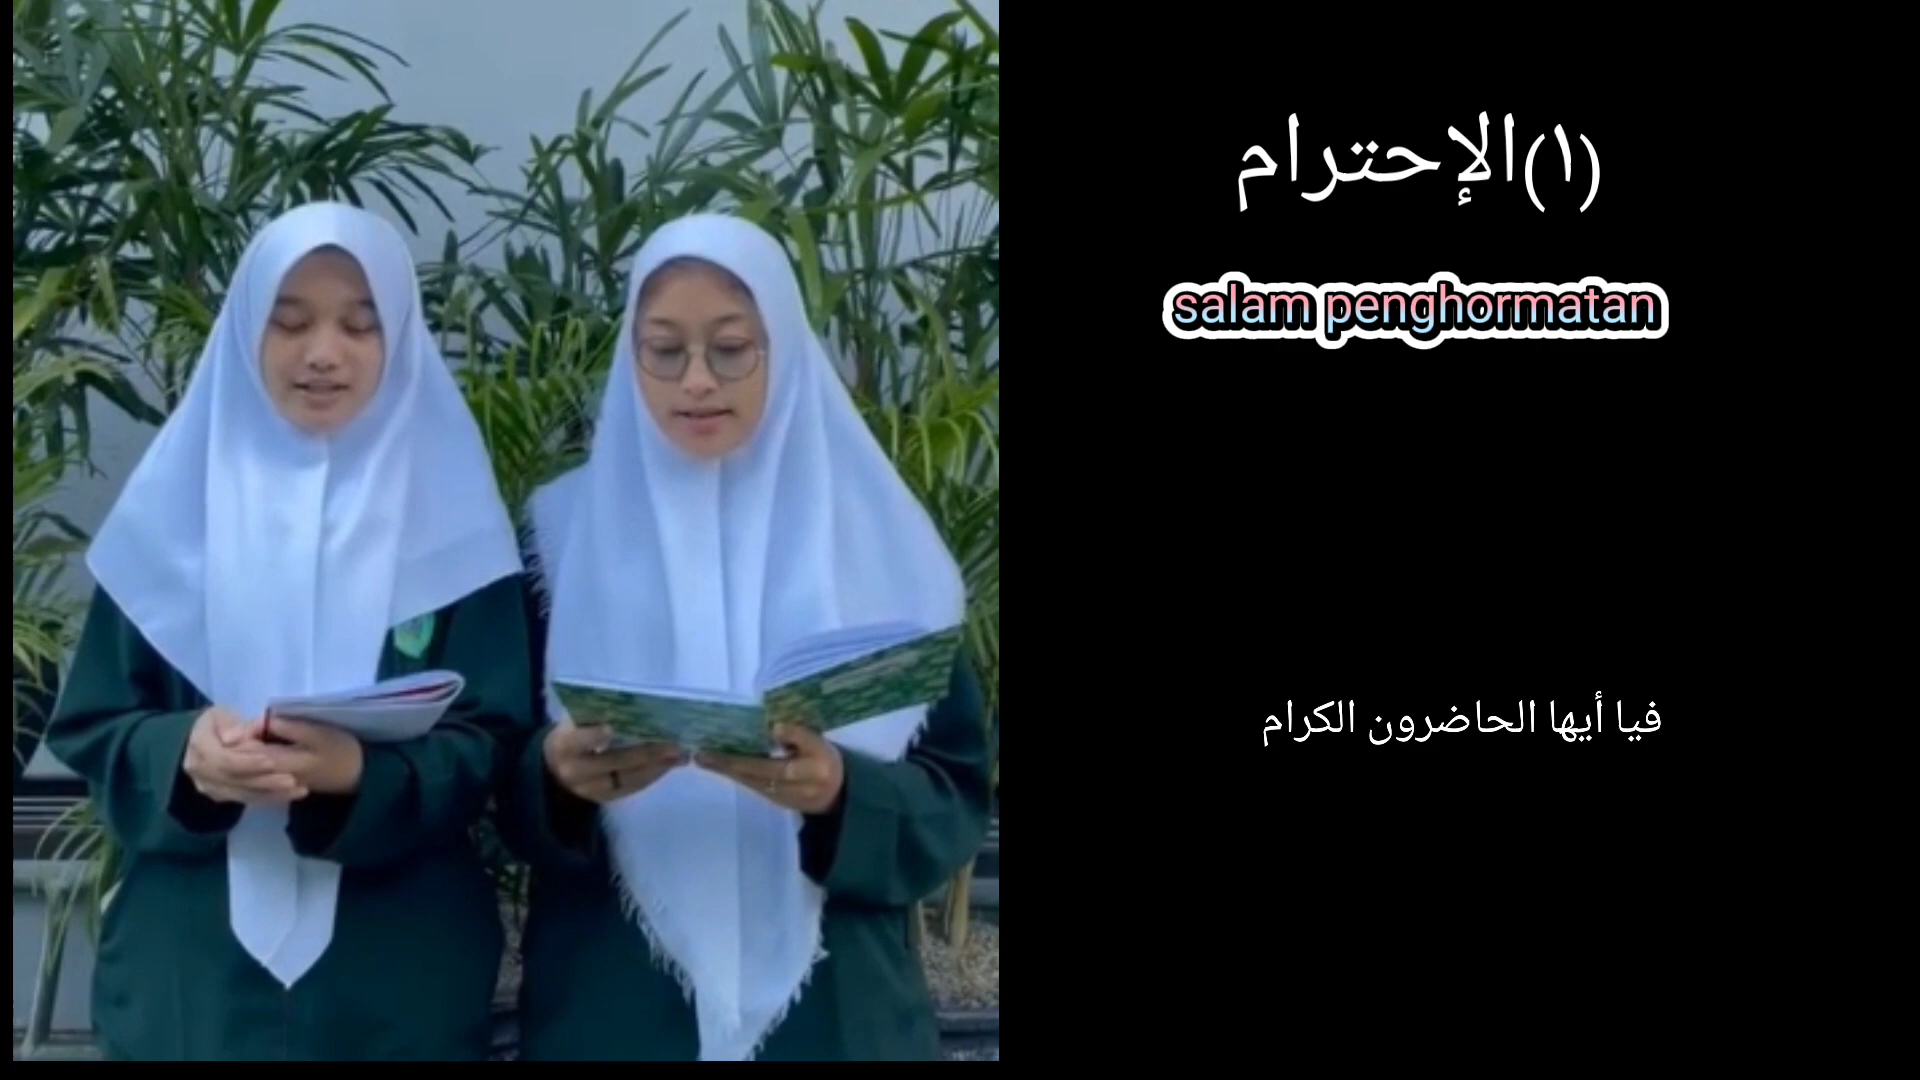 (١)الإحترام
salam penghormatan
فيا أيها الحاضرون الكرام